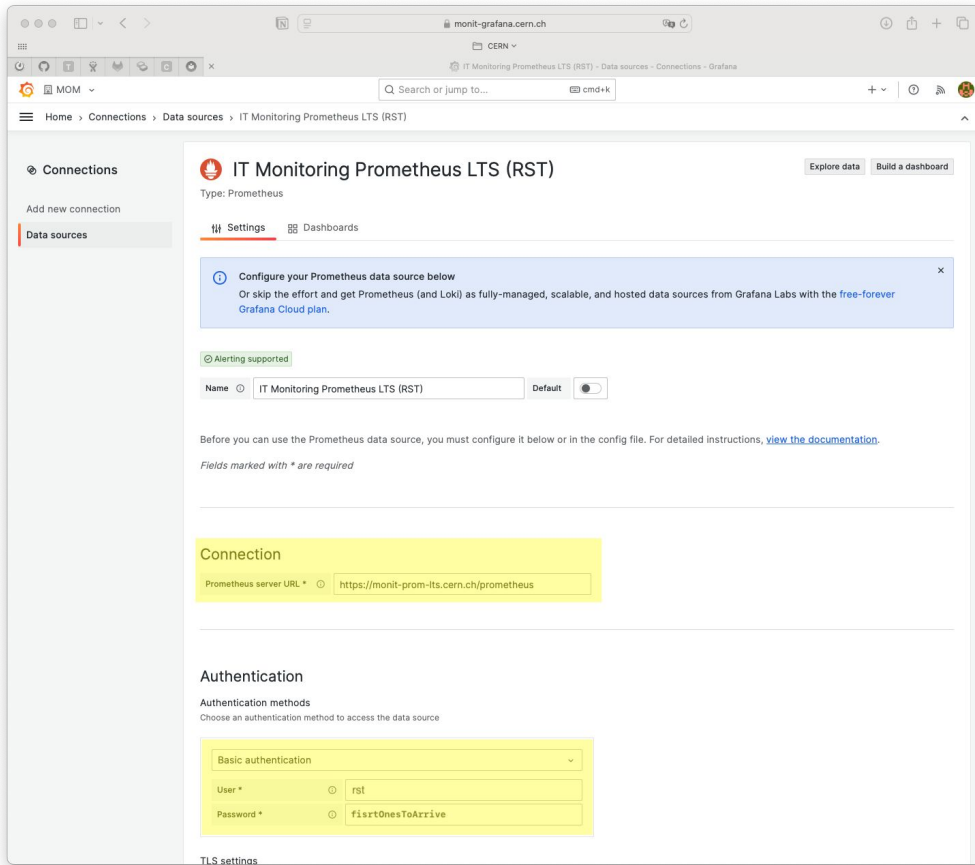 monit-grafana.cern.ch
CERN
IT Monitoring Prometheus LTS (RST) - Data sources - Connections - Grafana
MOM
Search or jump to...
cmd+k
Home › Connections › Data sources › IT Monitoring Prometheus LTS (RST)
Connections
Add new connection
Data sources
IT Monitoring Prometheus LTS (RST)
Explore data
Build a dashboard
Type: Prometheus
Settings
Dashboards
Configure your Prometheus data source below
Or skip the effort and get Prometheus (and Loki) as fully-managed, scalable, and hosted data sources from Grafana Labs with the free-forever
Grafana Cloud plan.
Alerting supported
Name IT Monitoring Prometheus LTS (RST) Default
Before you can use the Prometheus data source, you must configure it below or in the config file. For detailed instructions, view the documentation.
Fields marked with * are required
Connection
Prometheus server URL * https://monit-prom-lts.cern.ch/prometheus
Authentication
Authentication methods
Choose an authentication method to access the data source
Basic authentication
User * rst
Password * fisrtOnesToArrive
TLS settings